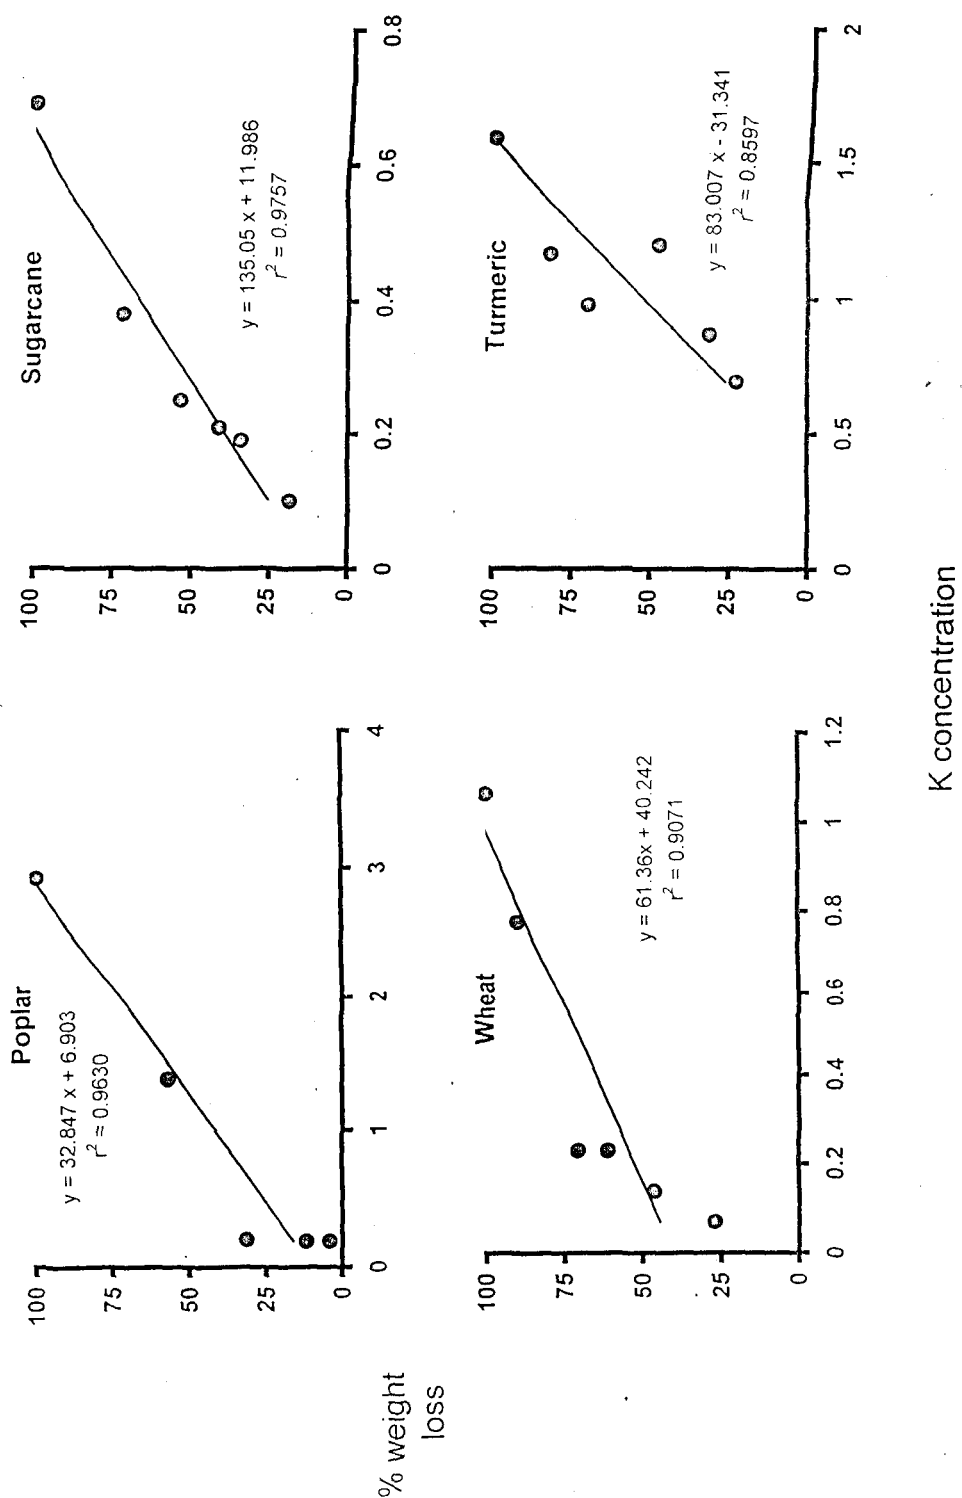 % weight
loss
Poplar
y = 32.847 x + 6.903
r² = 0.9630
100
75
50
25
0
0
1
2
3
4
Sugarcane
y = 135.05 x + 11.986
r² = 0.9757
100
75
50
25
0
0
0.2
0.4
0.6
0.8
Wheat
y = 61.36x + 40.242
r² = 0.9071
100
75
50
25
0
0
0.2
0.4
0.6
0.8
1
1.2
Turmeric
y = 83.007 x - 31.341
r² = 0.8597
100
75
50
25
0
0
0.5
1
1.5
2
K concentration